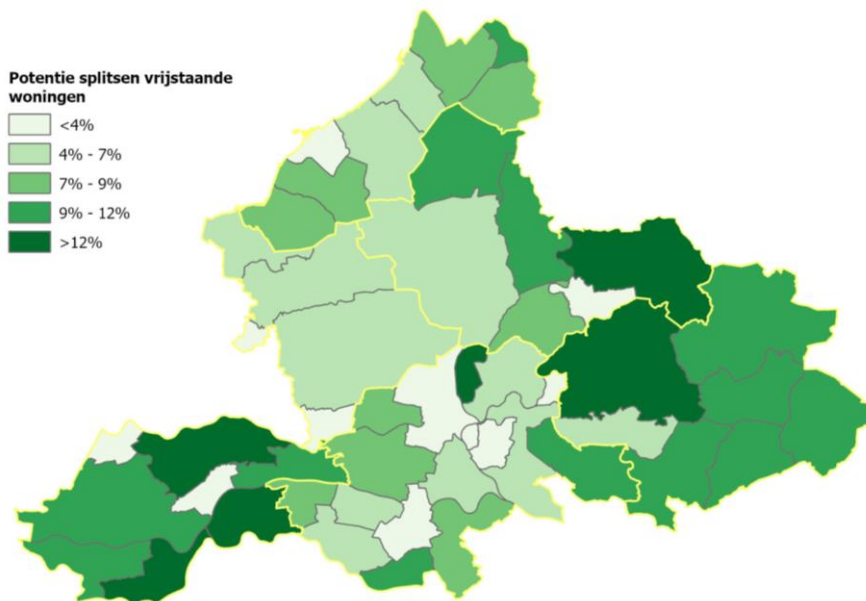 Potentie splitsen vrijstaande
woningen
<4%
4% - 7%
7% - 9%
9% - 12%
>12%